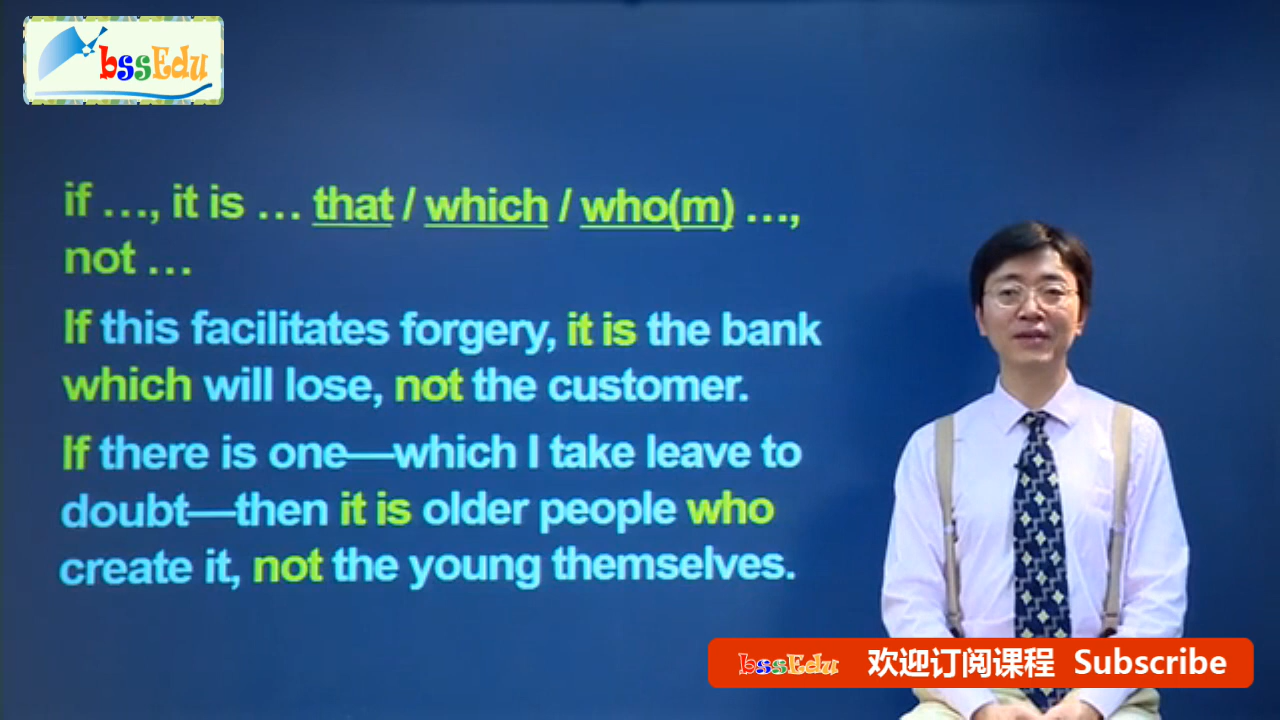 bssEdu
if …, it is … that / which / who(m) …,
not …
If this facilitates forgery, it is the bank
which will lose, not the customer.
If there is one—which I take leave to
doubt—then it is older people who
create it, not the young themselves.
bssEdu 欢迎订阅课程 Subscribe